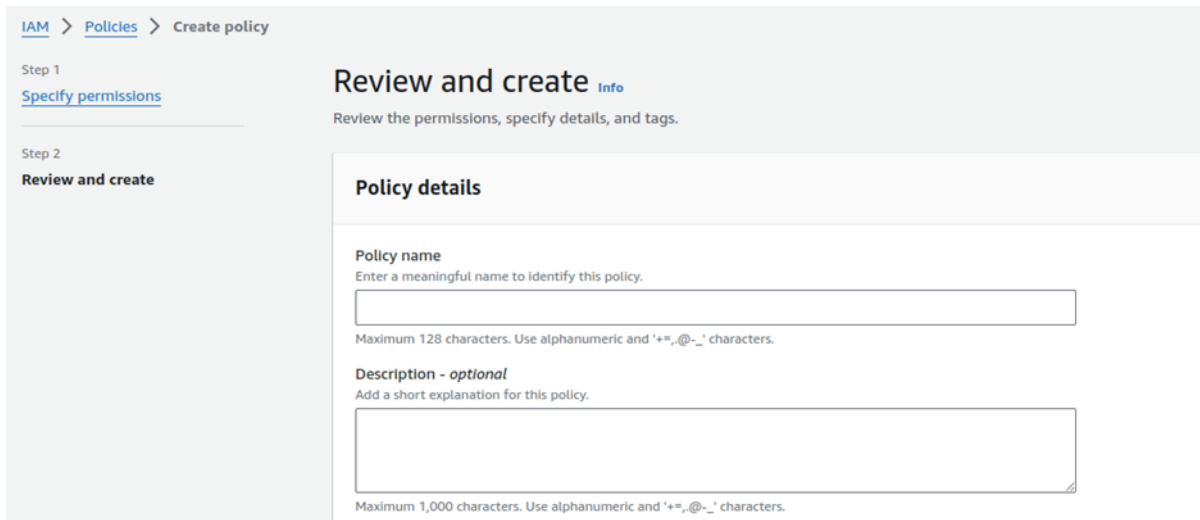 IAM > Policies > Create policy
Step 1
Specify permissions
Step 2
Review and create
Review and create Info
Review the permissions, specify details, and tags.
Policy details
Policy name
Enter a meaningful name to identify this policy.
Maximum 128 characters. Use alphanumeric and '+=,.@-_' characters.
Description - optional
Add a short explanation for this policy.
Maximum 1,000 characters. Use alphanumeric and '+=,.@-_' characters.